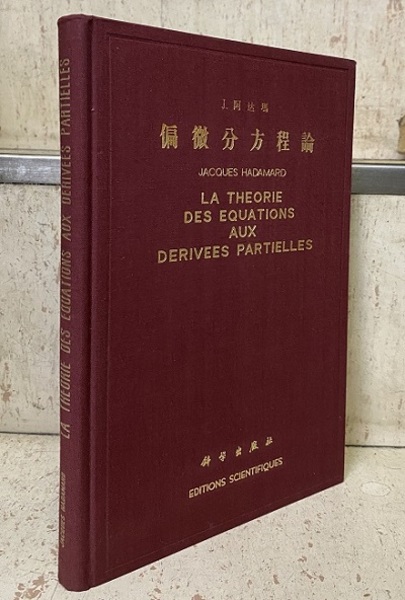 J. 阿达瑪
偏微分方程論
JACQUES HADAMARD
LA THEORIE
DES EQUATIONS
AUX
DERIVEES PARTIELLES
科学出版社
EDITIONS SCIENTIFIQUES
LA THEORIE DES EQUATIONS AUX DERIVEES PARTIELLES
JACQUES HADAMARD